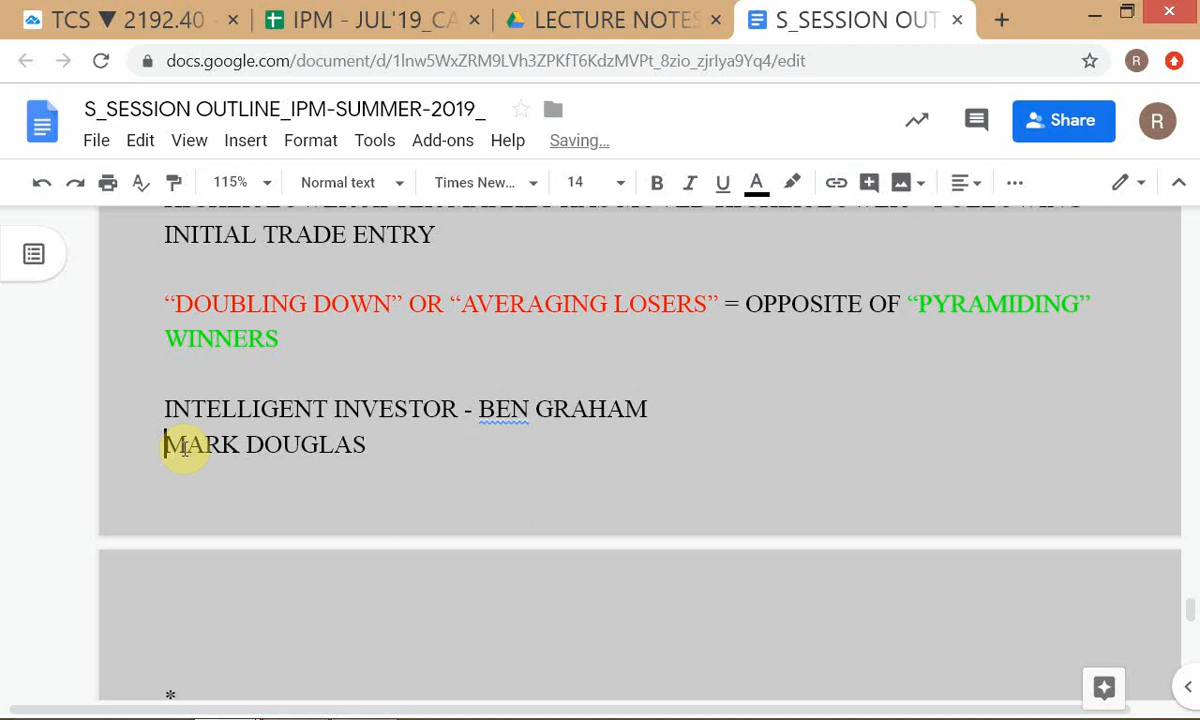 TCS ▼ 2192.40
IPM - JUL'19_CA
LECTURE NOTES
S_SESSION OUT
docs.google.com/document/d/1lnw5WxZRM9LVh3ZPKfT6KdzMVPt_8zio_zjrIya9Yq4/edit
R
S_SESSION OUTLINE_IPM-SUMMER-2019_
File Edit View Insert Format Tools Add-ons Help Saving...
Share
R
115% Normal text Times New... 14 B I U A
INITIAL TRADE ENTRY
“DOUBLING DOWN” OR “AVERAGING LOSERS” = OPPOSITE OF “PYRAMIDING”
WINNERS
INTELLIGENT INVESTOR - BEN GRAHAM
MARK DOUGLAS
*